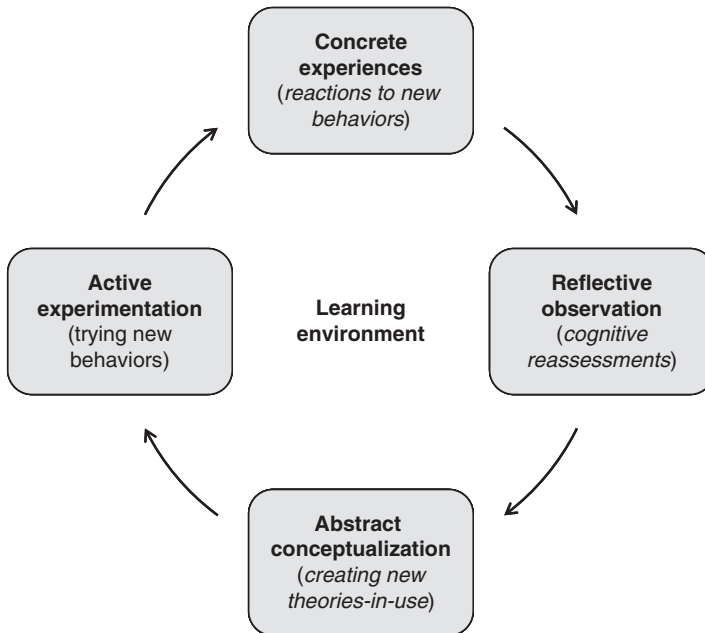 Concrete
experiences
(reactions to new
behaviors)
Active
experimentation
(trying new
behaviors)
Learning
environment
Reflective
observation
(cognitive
reassessments)
Abstract
conceptualization
(creating new
theories-in-use)